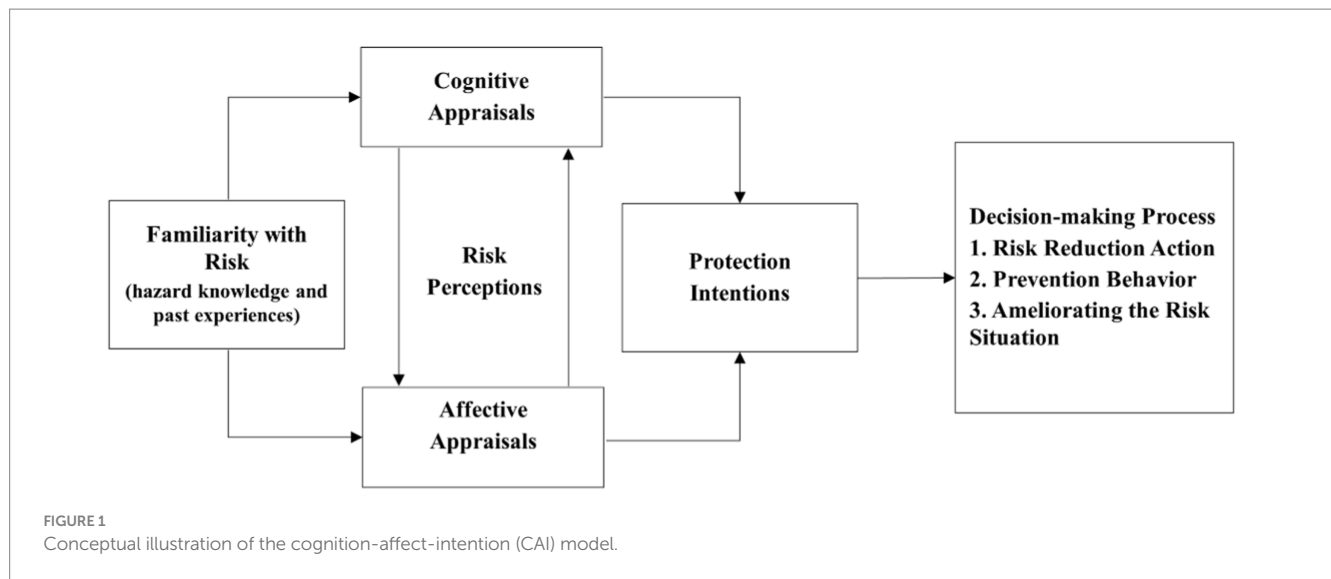 Cognitive
Appraisals
Familiarity with
Risk
(hazard knowledge and
past experiences)
Risk
Perceptions
Affective
Appraisals
Protection
Intentions
Decision-making Process
1. Risk Reduction Action
2. Prevention Behavior
3. Ameliorating the Risk
Situation
FIGURE 1
Conceptual illustration of the cognition-affect-intention (CAI) model.